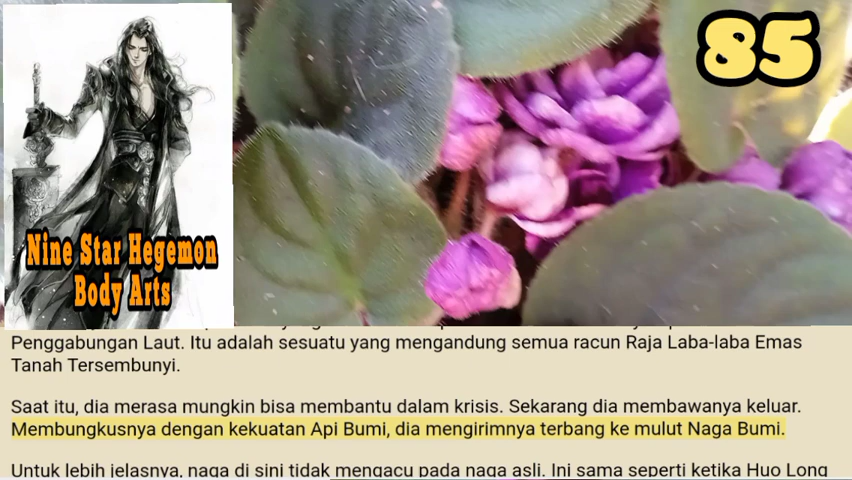 85
Nine Star Hegemon
Body Arts
Penggabungan Laut. Itu adalah sesuatu yang mengandung semua racun Raja Laba-laba Emas
Tanah Tersembunyi.
Saat itu, dia merasa mungkin bisa membantu dalam krisis. Sekarang dia membawanya keluar.
Membungkusnya dengan kekuatan Api Bumi, dia mengirimnya terbang ke mulut Naga Bumi.
Untuk lebih jelasnya, naga di sini tidak mengacu pada naga asli. Ini sama seperti ketika Huo Long